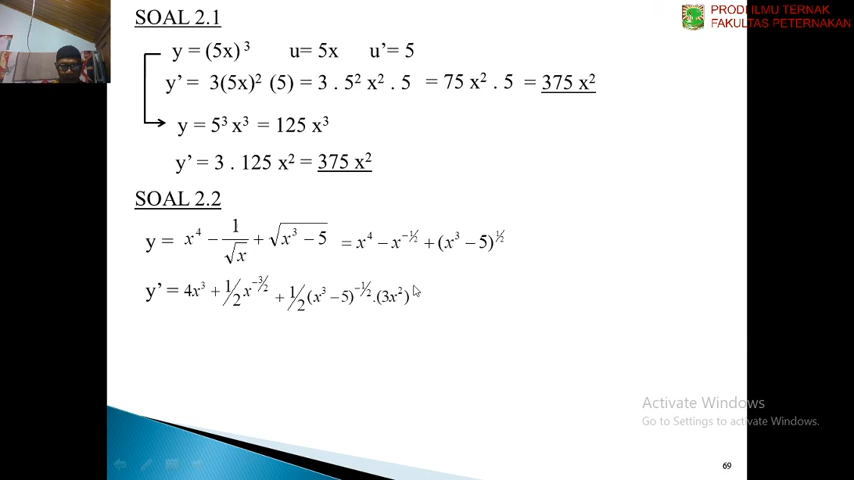 SOAL 2.1
PRODI ILMU TERNAK
FAKULTAS PETERNAKAN
y = (5x)³ u= 5x u’= 5
y’ = 3(5x)² (5) = 3 . 5² x² . 5 = 75 x² . 5 = 375 x²
y = 5³ x³ = 125 x³
y’ = 3 . 125 x² = 375 x²
SOAL 2.2
y = x⁴ − 1/√x + √(x³ − 5) = x⁴ − x^(−½) + (x³ − 5)^½
y’ = 4x³ + 1/2 x^(−3/2) + 1/2 (x³ − 5)^(−1/2) .(3x²)
Activate Windows
Go to Settings to activate Windows.
69